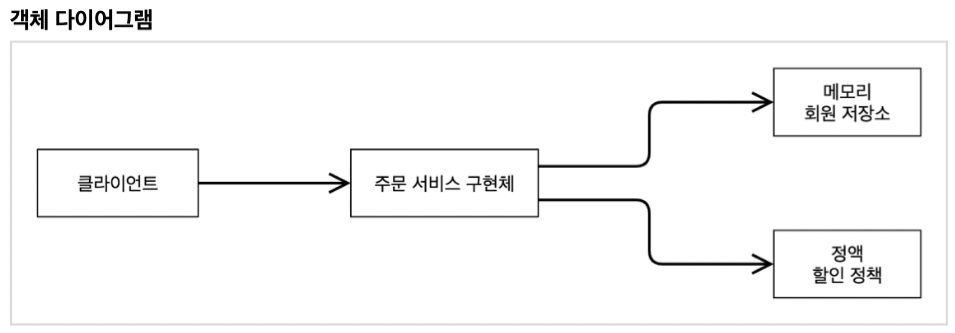 객체 다이어그램
클라이언트
주문 서비스 구현체
메모리
회원 저장소
정액
할인 정책